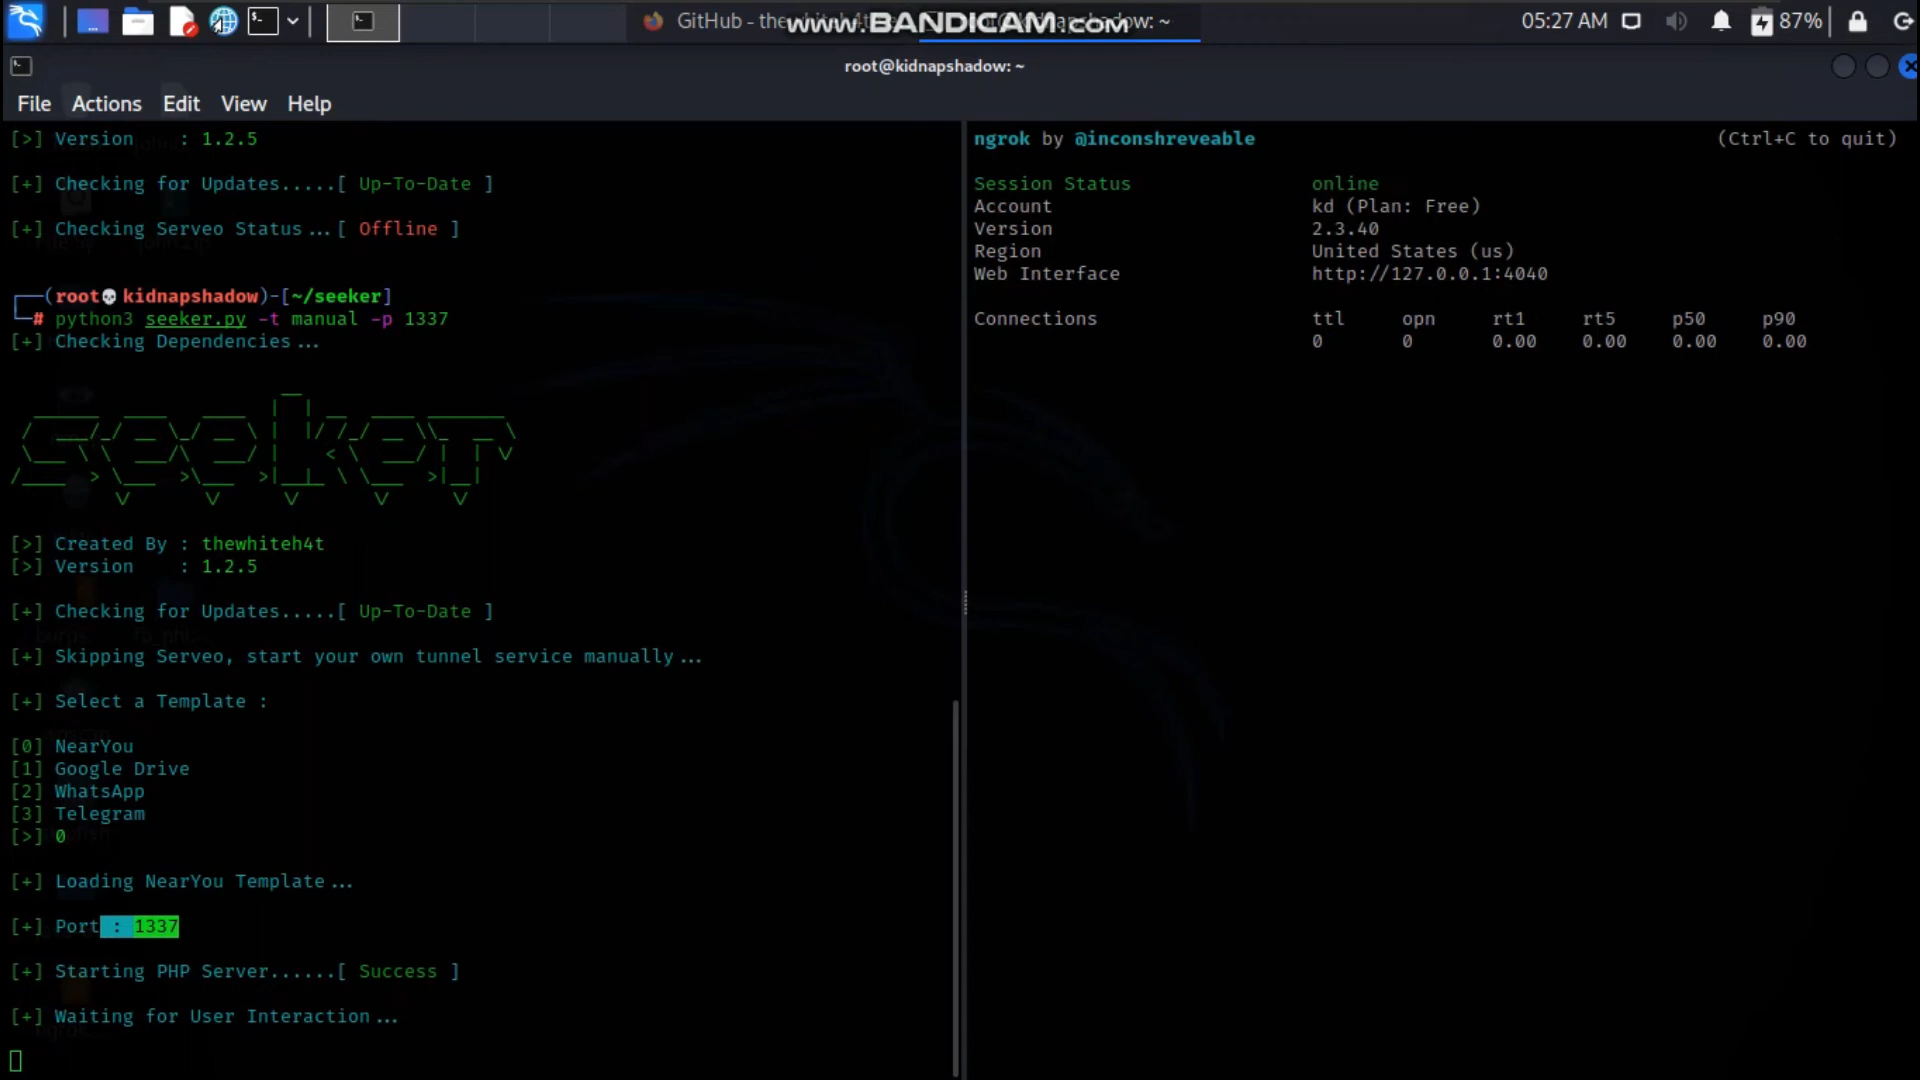 GitHub - the
www.BANDICAM.com
: ~
05:27 AM
87%
root@kidnapshadow: ~
File Actions Edit View Help
[>] Version : 1.2.5
[+] Checking for Updates.....[ Up-To-Date ]
[+] Checking Serveo Status...[ Offline ]
(root💀kidnapshadow)-[~/seeker]
# python3 seeker.py -t manual -p 1337
[+] Checking Dependencies...
seeker
[>] Created By : thewhiteh4t
[>] Version : 1.2.5
[+] Checking for Updates.....[ Up-To-Date ]
[+] Skipping Serveo, start your own tunnel service manually...
[+] Select a Template :
[0] NearYou
[1] Google Drive
[2] WhatsApp
[3] Telegram
[>] 0
[+] Loading NearYou Template...
[+] Port : 1337
[+] Starting PHP Server......[ Success ]
[+] Waiting for User Interaction...
ngrok by @inconshreveable (Ctrl+C to quit)
Session Status online
Account kd (Plan: Free)
Version 2.3.40
Region United States (us)
Web Interface http://127.0.0.1:4040
Connections ttl opn rt1 rt5 p50 p90
0 0 0.00 0.00 0.00 0.00